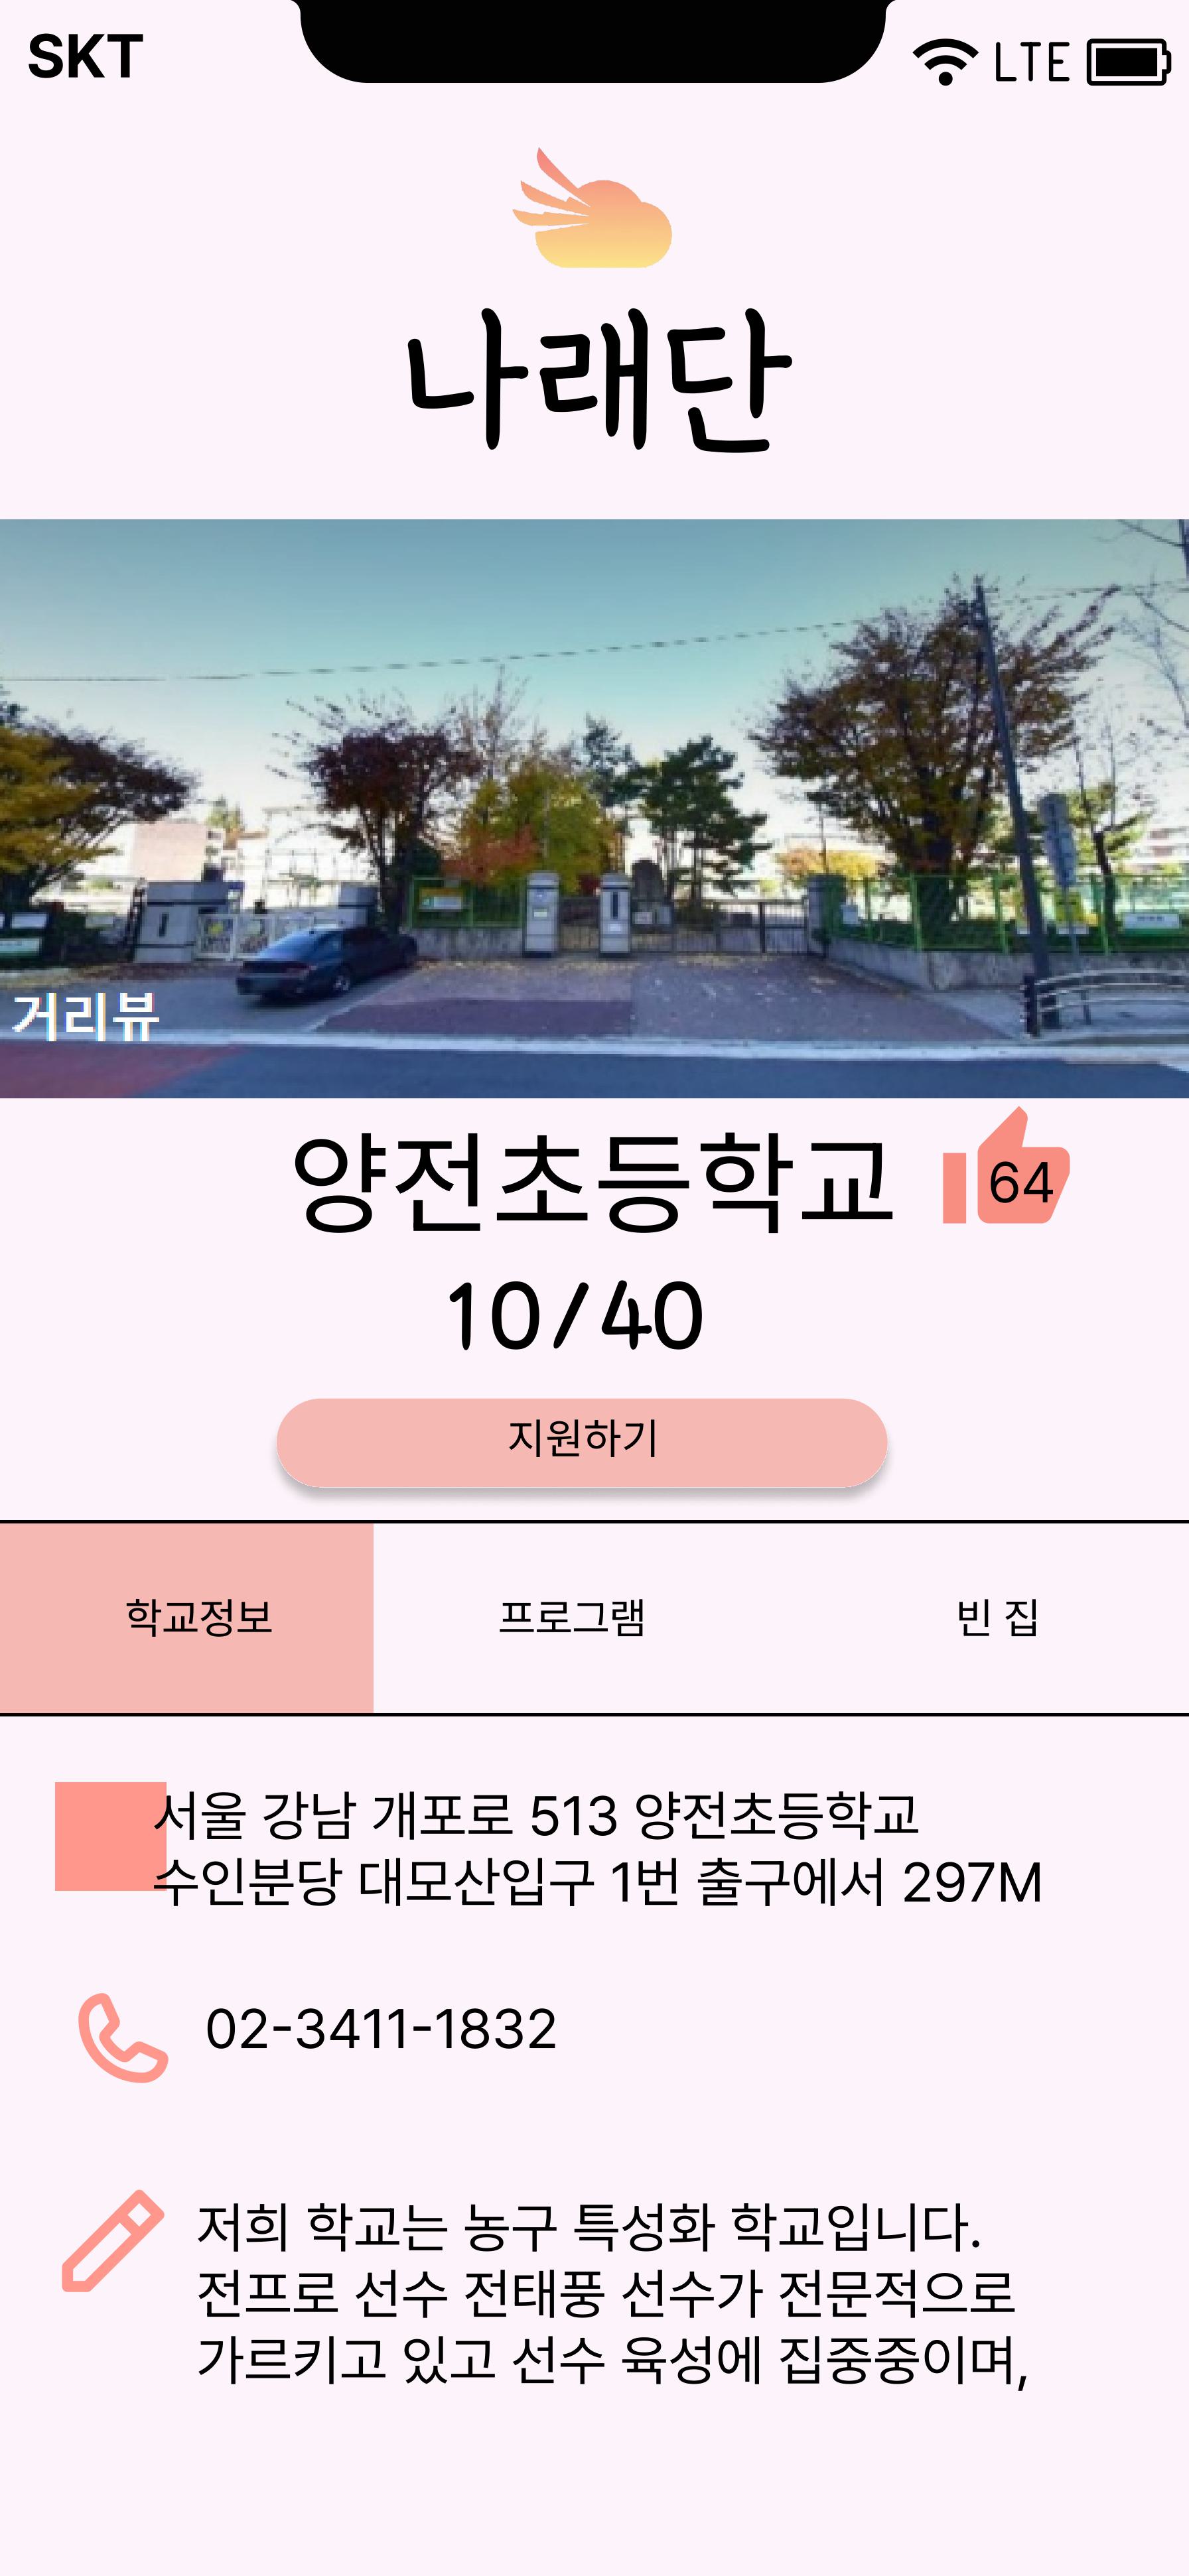 SKT
LTE
나래단
거리뷰
양전초등학교
64
10/40
지원하기
학교정보
프로그램
빈 집
서울 강남 개포로 513 양전초등학교
수인분당 대모산입구 1번 출구에서 297M
02-3411-1832
저희 학교는 농구 특성화 학교입니다.
전프로 선수 전태풍 선수가 전문적으로
가르키고 있고 선수 육성에 집중중이며,